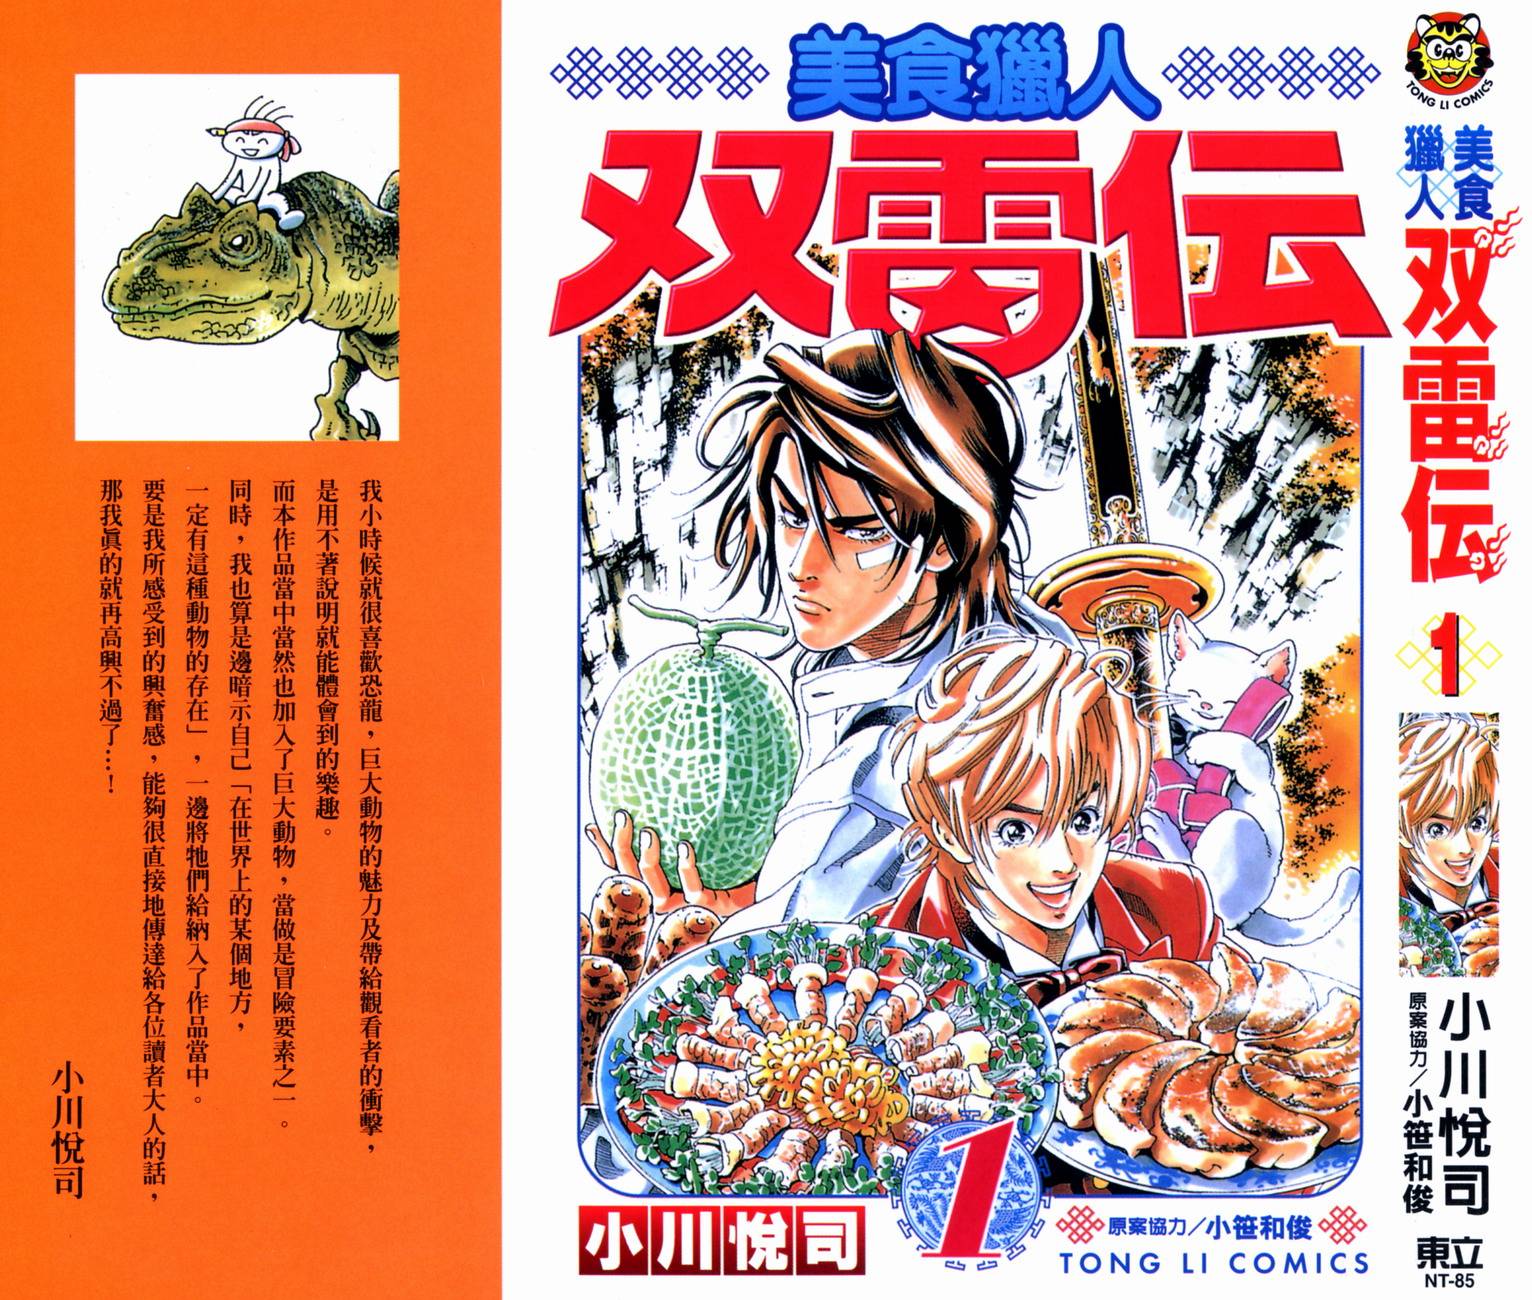 我小時候就很喜歡恐龍，巨大動物的魅力及帶給觀看者的衝擊，
是用不著說明就能體會到的樂趣。
而本作品當中當然也加入了巨大動物，當做是冒險要素之一。
同時，我也算是邊暗示自己「在世界上的某個地方，
一定有這種動物的存在」，一邊將牠們給納入了作品當中。
要是我所感受到的興奮感，能夠很直接地傳達給各位讀者大人的話，
那我眞的就再高興不過了…！
小川悅司
美食獵人
双雷伝
1
小川悅司
原案協力／小笹和俊
TONG LI COMICS
TONG LI COMICS
美食
獵人
双雷伝
1
小川悅司
原案協力／小笹和俊
東立
NT-85